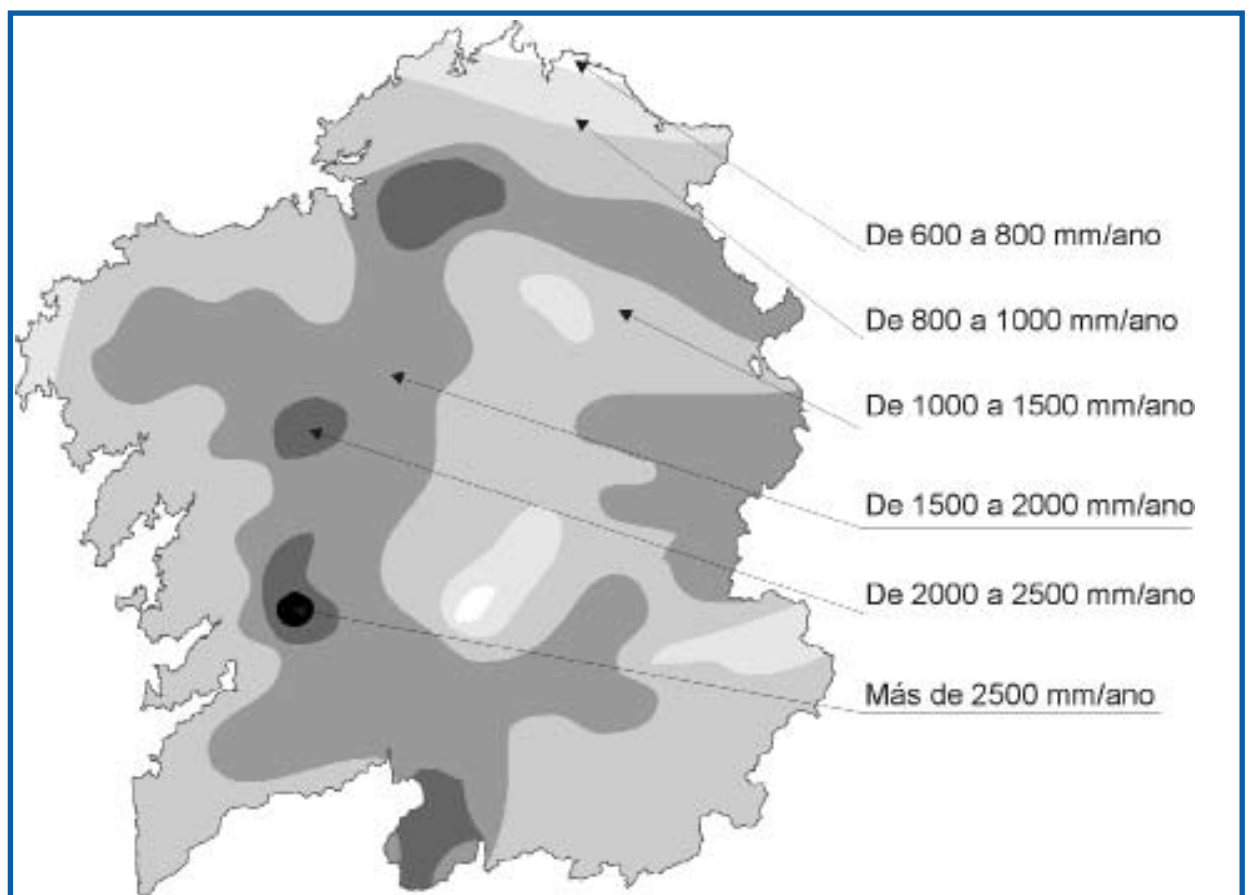 De 600 a 800 mm/ano
De 800 a 1000 mm/ano
De 1000 a 1500 mm/ano
De 1500 a 2000 mm/ano
De 2000 a 2500 mm/ano
Más de 2500 mm/ano